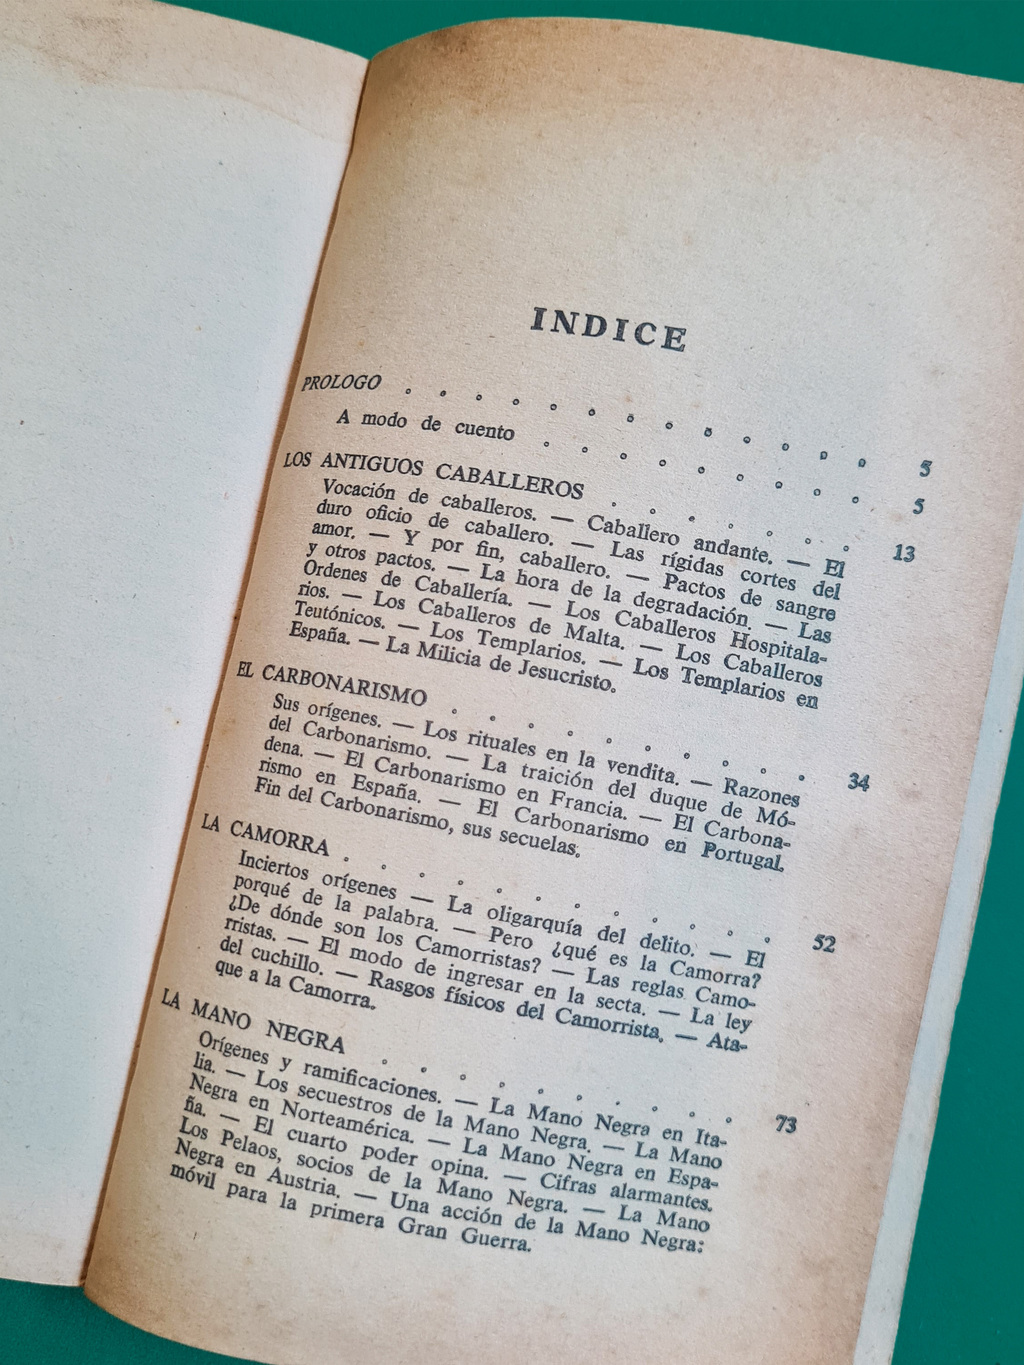 INDICE
PROLOGO . . . . . . . . . . . . . 5
A modo de cuento . . . . . . . . . 5
LOS ANTIGUOS CABALLEROS . . . . . . . 13
Vocación de caballeros. — Caballero andante. — El
duro oficio de caballero. — Las rígidas cortes del
amor. — Y por fin, caballero. — Pactos de sangre
y otros pactos. — La hora de la degradación. — Las
Ordenes de Caballería. — Los Caballeros Hospitala-
rios. — Los Caballeros de Malta. — Los Caballeros
Teutónicos. — Los Templarios. — Los Templarios en
España. — La Milicia de Jesucristo.
EL CARBONARISMO . . . . . . . . . . 34
Sus orígenes. — Los rituales en la vendita. — Razones
del Carbonarismo. — La traición del duque de Mó-
dena. — El Carbonarismo en Francia. — El Carbona-
rismo en España. — El Carbonarismo en Portugal.
Fin del Carbonarismo, sus secuelas.
LA CAMORRA . . . . . . . . . . . . 52
Inciertos orígenes — La oligarquía del delito. — El
porqué de la palabra. — Pero ¿qué es la Camorra?
¿De dónde son los Camorristas? — Las reglas Camo-
rristas. — El modo de ingresar en la secta. — La ley
del cuchillo. — Rasgos físicos del Camorrista. — Ata-
que a la Camorra.
LA MANO NEGRA . . . . . . . . . . 73
Orígenes y ramificaciones. — La Mano Negra en Ita-
lia. — Los secuestros de la Mano Negra. — La Mano
Negra en Norteamérica. — La Mano Negra en Espa-
ña. — El cuarto poder opina. — Cifras alarmantes.
Los Pelaos, socios de la Mano Negra. — La Mano
Negra en Austria. — Una acción de la Mano Negra:
móvil para la primera Gran Guerra.